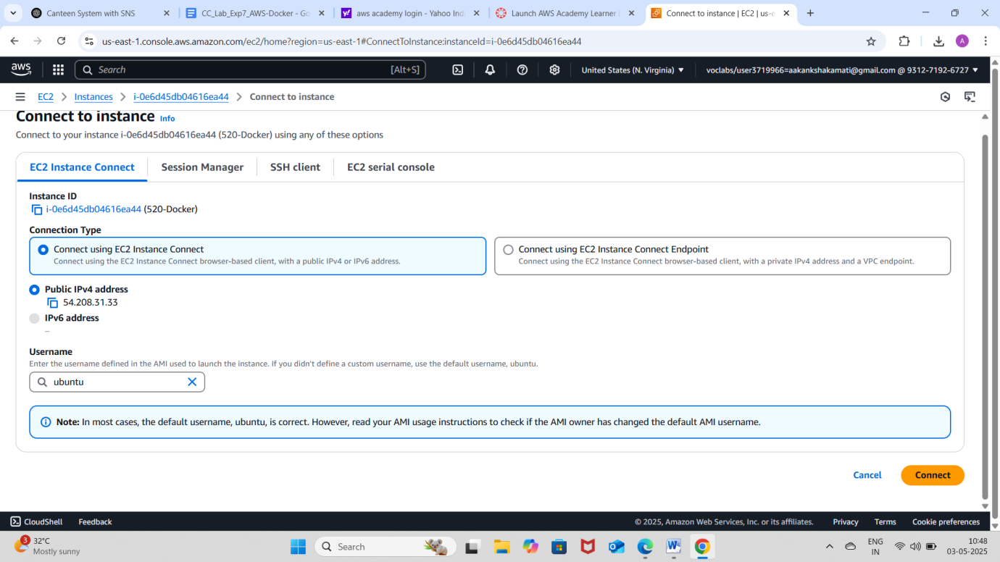 Canteen System with SNS
CC_Lab_Exp7_AWS-Docker - Go
aws academy login - Yahoo Ind
Launch AWS Academy Learner
Connect to instance | EC2 | us-e
us-east-1.console.aws.amazon.com/ec2/home?region=us-east-1#ConnectToInstance:instanceId=i-0e6d45db04616ea44
A
aws
Search
[Alt+S]
United States (N. Virginia)
voclabs/user3719966=aakankshakamati@gmail.com @ 9312-7192-6727
EC2
Instances
i-0e6d45db04616ea44
Connect to instance
Connect to instance Info
Connect to your instance i-0e6d45db04616ea44 (520-Docker) using any of these options
EC2 Instance Connect
Session Manager
SSH client
EC2 serial console
Instance ID
i-0e6d45db04616ea44 (520-Docker)
Connection Type
Connect using EC2 Instance Connect
Connect using the EC2 Instance Connect browser-based client, with a public IPv4 or IPv6 address.
Connect using EC2 Instance Connect Endpoint
Connect using the EC2 Instance Connect browser-based client, with a private IPv4 address and a VPC endpoint.
Public IPv4 address
54.208.31.33
IPv6 address
–
Username
Enter the username defined in the AMI used to launch the instance. If you didn't define a custom username, use the default username, ubuntu.
ubuntu
Note: In most cases, the default username, ubuntu, is correct. However, read your AMI usage instructions to check if the AMI owner has changed the default AMI username.
Cancel
Connect
CloudShell
Feedback
© 2025, Amazon Web Services, Inc. or its affiliates.
Privacy
Terms
Cookie preferences
3
32°C
Mostly sunny
Search
W
ENG
IN
10:48
03-05-2025